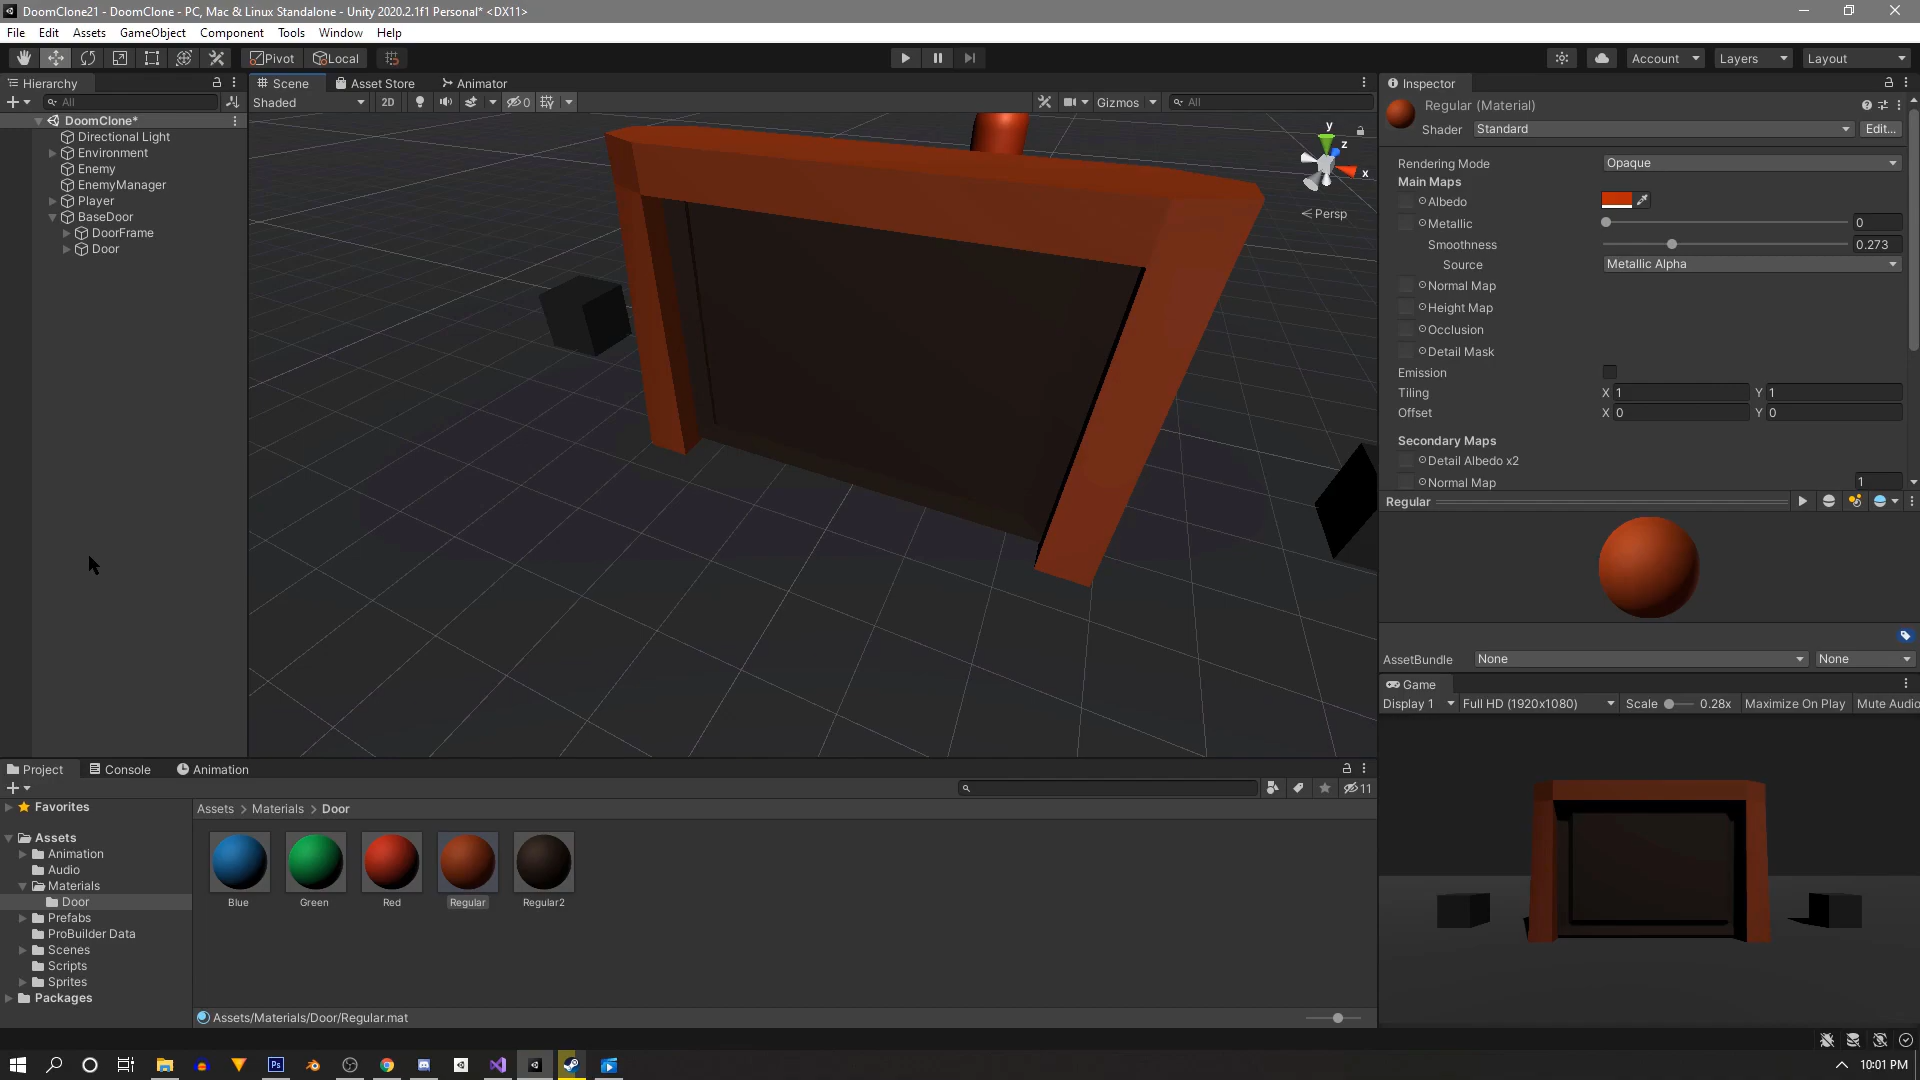 DoomClone21 - DoomClone - PC, Mac & Linux Standalone - Unity 2020.2.1f1 Personal* <DX11>
File Edit Assets GameObject Component Tools Window Help
Pivot Local Account Layers Layout
Hierarchy
All
DoomClone*
Directional Light
Environment
Enemy
EnemyManager
Player
BaseDoor
DoorFrame
Door
Scene Asset Store Animator
Shaded 2D 0 Gizmos All
y
z
x
Persp
Inspector
Regular (Material)
Shader Standard Edit...
Rendering Mode Opaque
Main Maps
Albedo
Metallic 0
Smoothness 0.273
Source Metallic Alpha
Normal Map
Height Map
Occlusion
Detail Mask
Emission
Tiling X 1 Y 1
Offset X 0 Y 0
Secondary Maps
Detail Albedo x2
Normal Map 1
Regular
AssetBundle None None
Game
Display 1 Full HD (1920x1080) Scale 0.28x Maximize On Play Mute Audio
Project Console Animation
11
Favorites
Assets
Animation
Audio
Materials
Door
Prefabs
ProBuilder Data
Scenes
Scripts
Sprites
Packages
Assets > Materials > Door
Blue Green Red Regular Regular2
Assets/Materials/Door/Regular.mat
Ps
10:01 PM